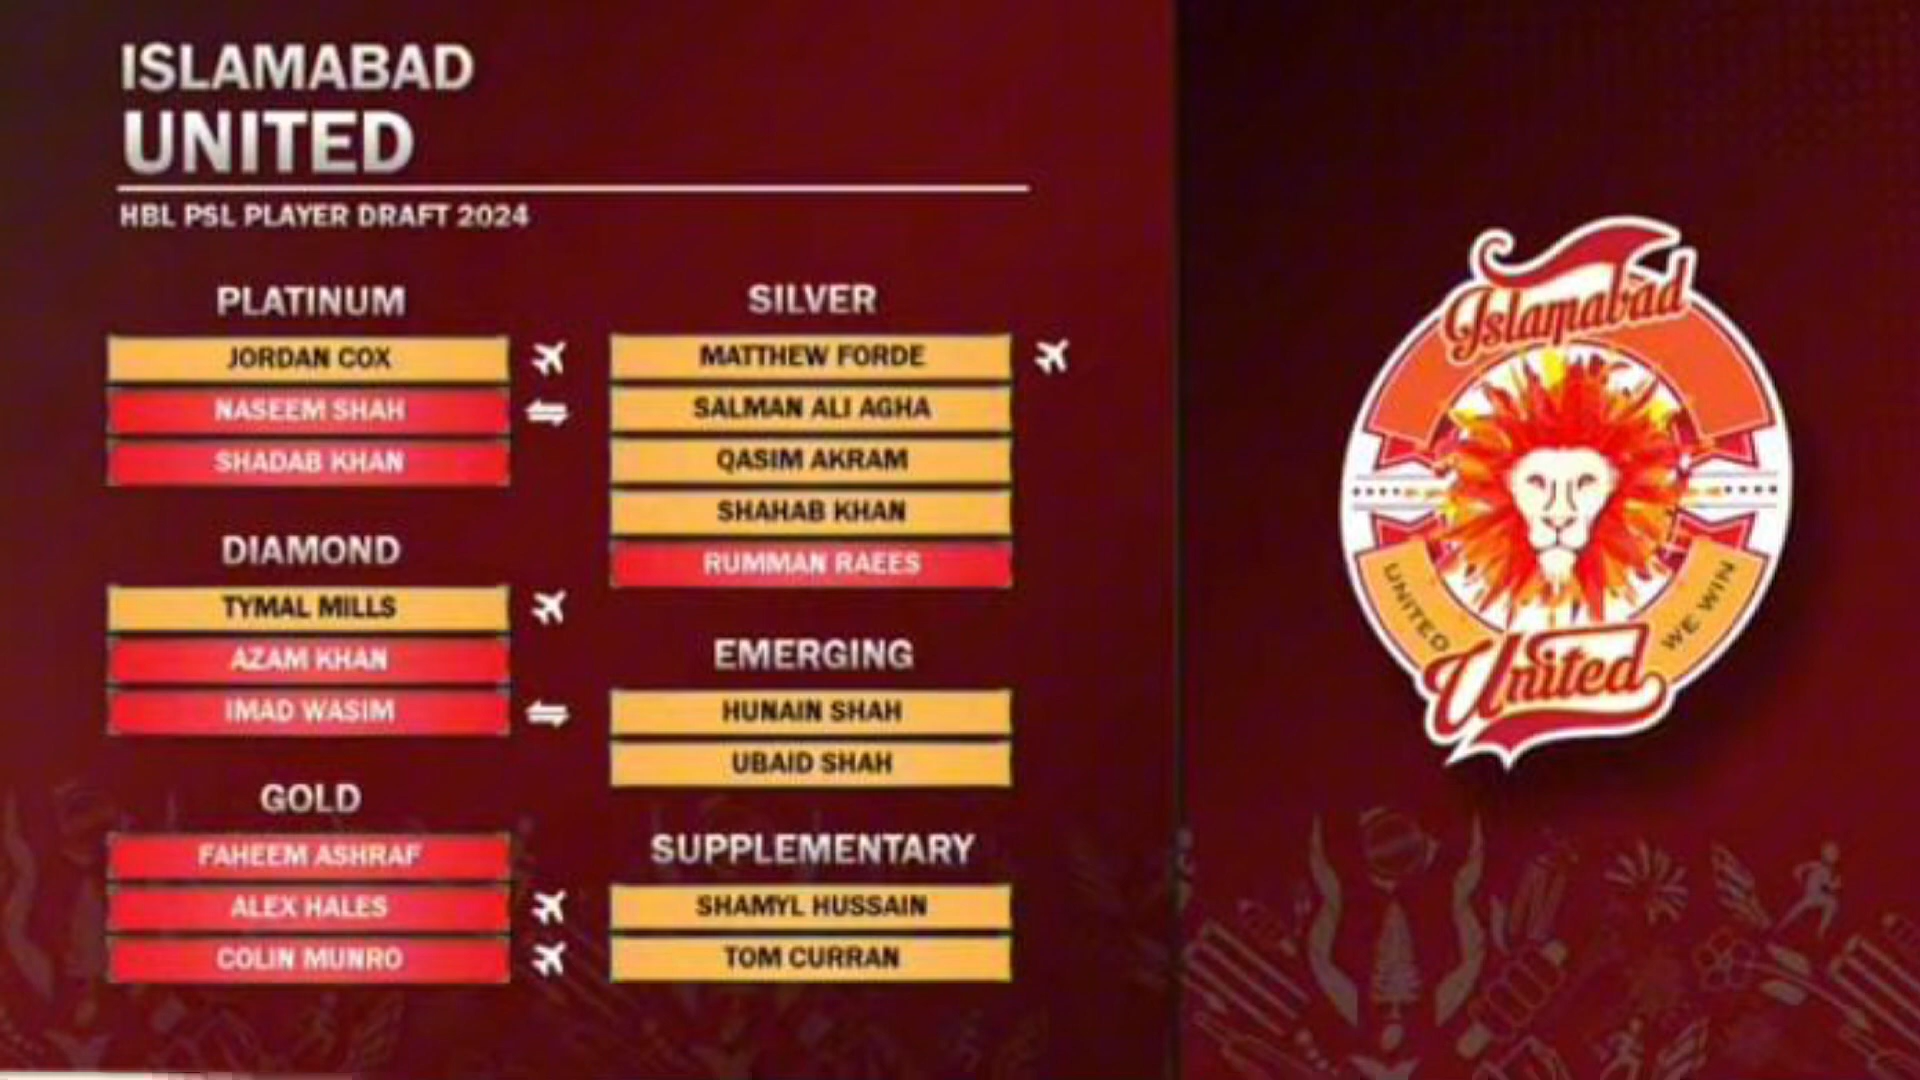 ISLAMABAD
UNITED
HBL PSL PLAYER DRAFT 2024
PLATINUM
JORDAN COX
NASEEM SHAH
SHADAB KHAN
DIAMOND
TYMAL MILLS
AZAM KHAN
IMAD WASIM
GOLD
FAHEEM ASHRAF
ALEX HALES
COLIN MUNRO
SILVER
MATTHEW FORDE
SALMAN ALI AGHA
QASIM AKRAM
SHAHAB KHAN
RUMMAN RAEES
EMERGING
HUNAIN SHAH
UBAID SHAH
SUPPLEMENTARY
SHAMYL HUSSAIN
TOM CURRAN
Islamabad
UNITED WE WIN
United